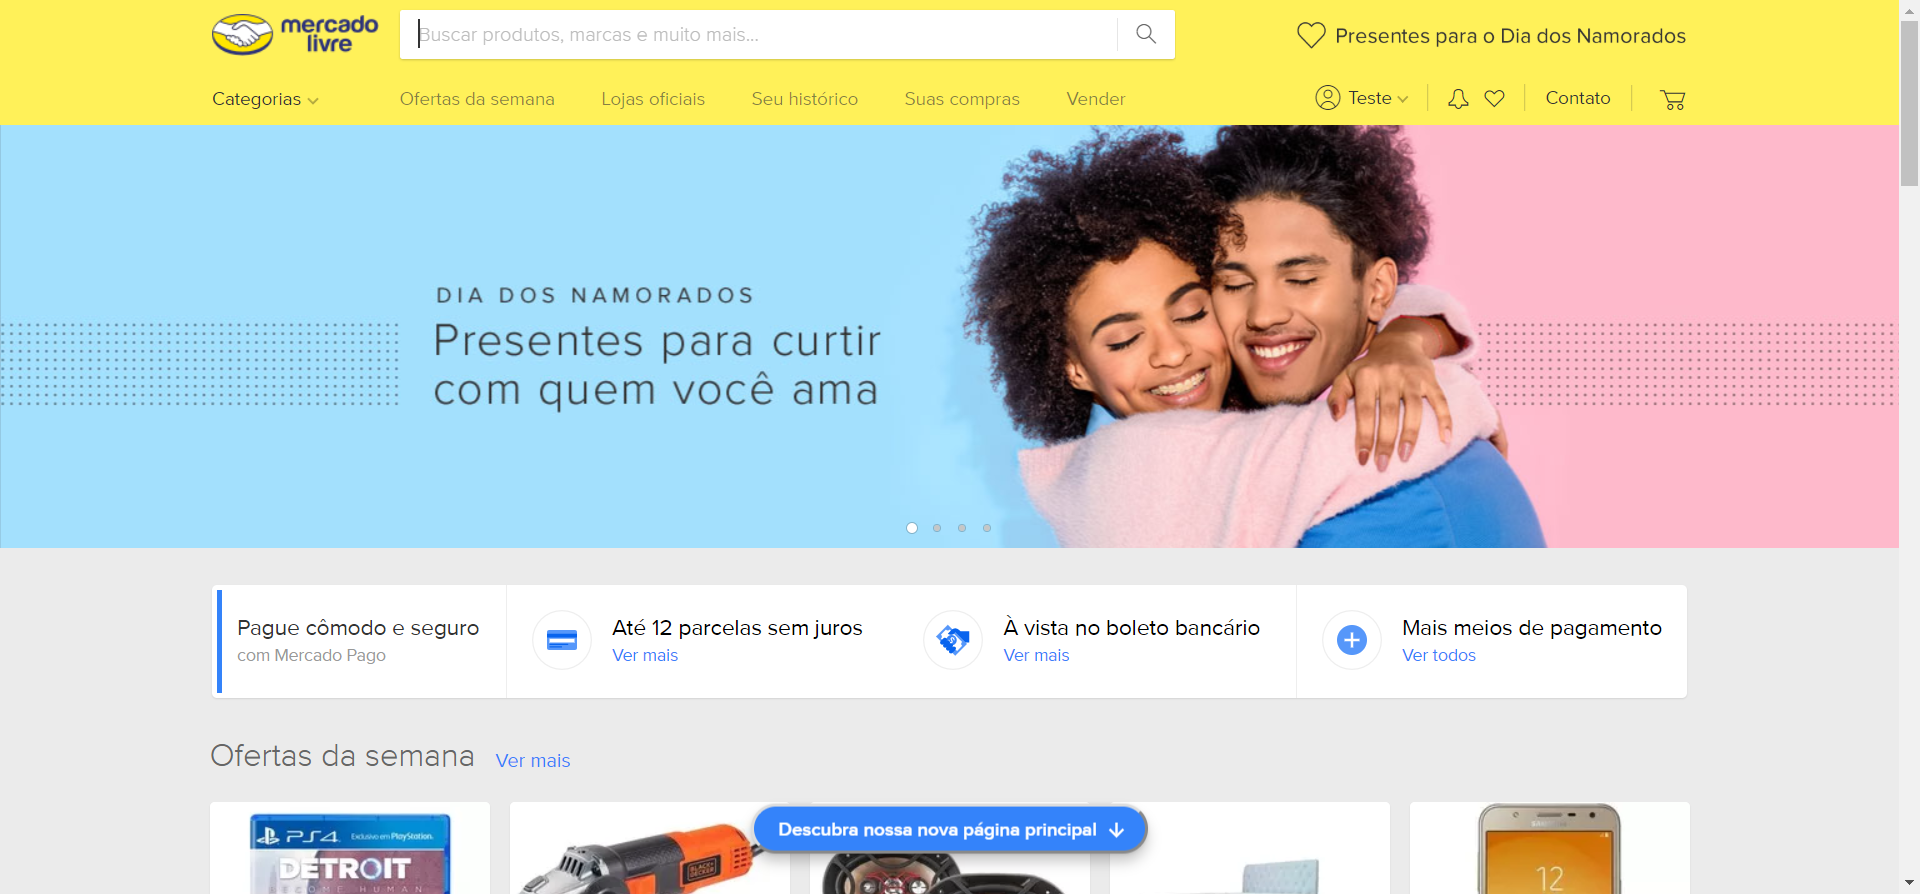 mercado
livre
Buscar produtos, marcas e muito mais...
Presentes para o Dia dos Namorados
Categorias
Ofertas da semana
Lojas oficiais
Seu histórico
Suas compras
Vender
Teste
Contato
DIA DOS NAMORADOS
Presentes para curtir
com quem você ama
Pague cômodo e seguro
com Mercado Pago
Até 12 parcelas sem juros
Ver mais
À vista no boleto bancário
Ver mais
Mais meios de pagamento
Ver todos
Ofertas da semana
Ver mais
Descubra nossa nova página principal
PS4
Exclusivo em PlayStation.
DETROIT
BECOME HUMAN
BLACK+
DECKER
SAMSUNG
12